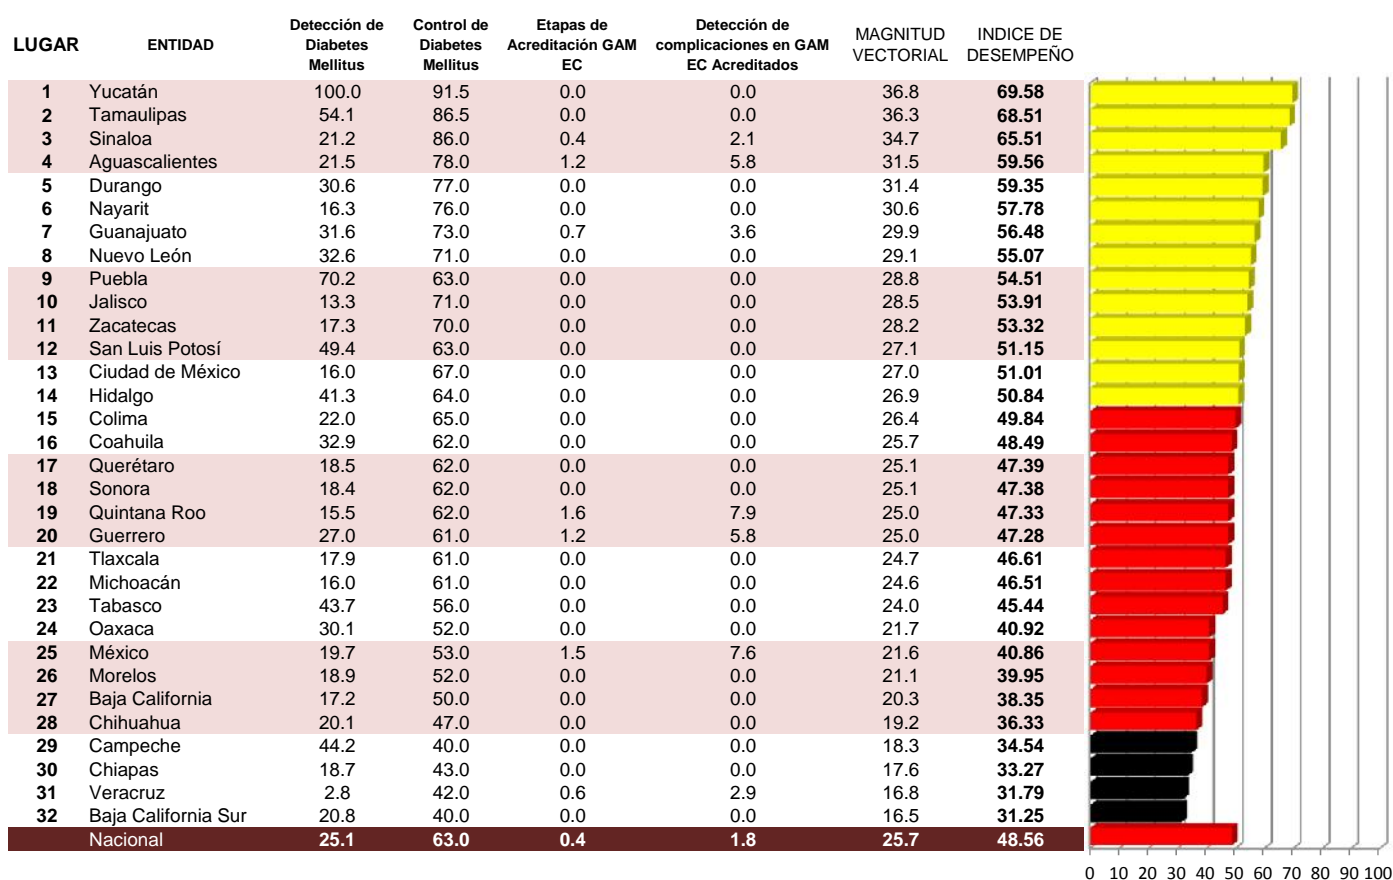 LUGAR ENTIDAD Detección de Diabetes Mellitus Control de Diabetes Mellitus Etapas de Acreditación GAM EC Detección de complicaciones en GAM EC Acreditados MAGNITUD VECTORIAL INDICE DE DESEMPEÑO
1 Yucatán 100.0 91.5 0.0 0.0 36.8 69.58
2 Tamaulipas 54.1 86.5 0.0 0.0 36.3 68.51
3 Sinaloa 21.2 86.0 0.4 2.1 34.7 65.51
4 Aguascalientes 21.5 78.0 1.2 5.8 31.5 59.56
5 Durango 30.6 77.0 0.0 0.0 31.4 59.35
6 Nayarit 16.3 76.0 0.0 0.0 30.6 57.78
7 Guanajuato 31.6 73.0 0.7 3.6 29.9 56.48
8 Nuevo León 32.6 71.0 0.0 0.0 29.1 55.07
9 Puebla 70.2 63.0 0.0 0.0 28.8 54.51
10 Jalisco 13.3 71.0 0.0 0.0 28.5 53.91
11 Zacatecas 17.3 70.0 0.0 0.0 28.2 53.32
12 San Luis Potosí 49.4 63.0 0.0 0.0 27.1 51.15
13 Ciudad de México 16.0 67.0 0.0 0.0 27.0 51.01
14 Hidalgo 41.3 64.0 0.0 0.0 26.9 50.84
15 Colima 22.0 65.0 0.0 0.0 26.4 49.84
16 Coahuila 32.9 62.0 0.0 0.0 25.7 48.49
17 Querétaro 18.5 62.0 0.0 0.0 25.1 47.39
18 Sonora 18.4 62.0 0.0 0.0 25.1 47.38
19 Quintana Roo 15.5 62.0 1.6 7.9 25.0 47.33
20 Guerrero 27.0 61.0 1.2 5.8 25.0 47.28
21 Tlaxcala 17.9 61.0 0.0 0.0 24.7 46.61
22 Michoacán 16.0 61.0 0.0 0.0 24.6 46.51
23 Tabasco 43.7 56.0 0.0 0.0 24.0 45.44
24 Oaxaca 30.1 52.0 0.0 0.0 21.7 40.92
25 México 19.7 53.0 1.5 7.6 21.6 40.86
26 Morelos 18.9 52.0 0.0 0.0 21.1 39.95
27 Baja California 17.2 50.0 0.0 0.0 20.3 38.35
28 Chihuahua 20.1 47.0 0.0 0.0 19.2 36.33
29 Campeche 44.2 40.0 0.0 0.0 18.3 34.54
30 Chiapas 18.7 43.0 0.0 0.0 17.6 33.27
31 Veracruz 2.8 42.0 0.6 2.9 16.8 31.79
32 Baja California Sur 20.8 40.0 0.0 0.0 16.5 31.25
Nacional 25.1 63.0 0.4 1.8 25.7 48.56
0 10 20 30 40 50 60 70 80 90 100